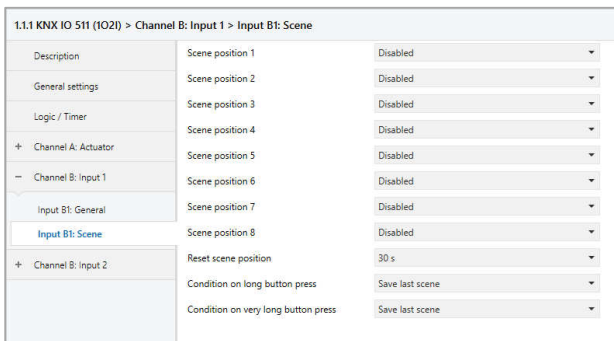 1.1.1 KNX IO 511 (1O2I) > Channel B: Input 1 > Input B1: Scene
Description
General settings
Logic / Timer
+ Channel A: Actuator
− Channel B: Input 1
Input B1: General
Input B1: Scene
+ Channel B: Input 2
Scene position 1 Disabled
Scene position 2 Disabled
Scene position 3 Disabled
Scene position 4 Disabled
Scene position 5 Disabled
Scene position 6 Disabled
Scene position 7 Disabled
Scene position 8 Disabled
Reset scene position 30 s
Condition on long button press Save last scene
Condition on very long button press Save last scene